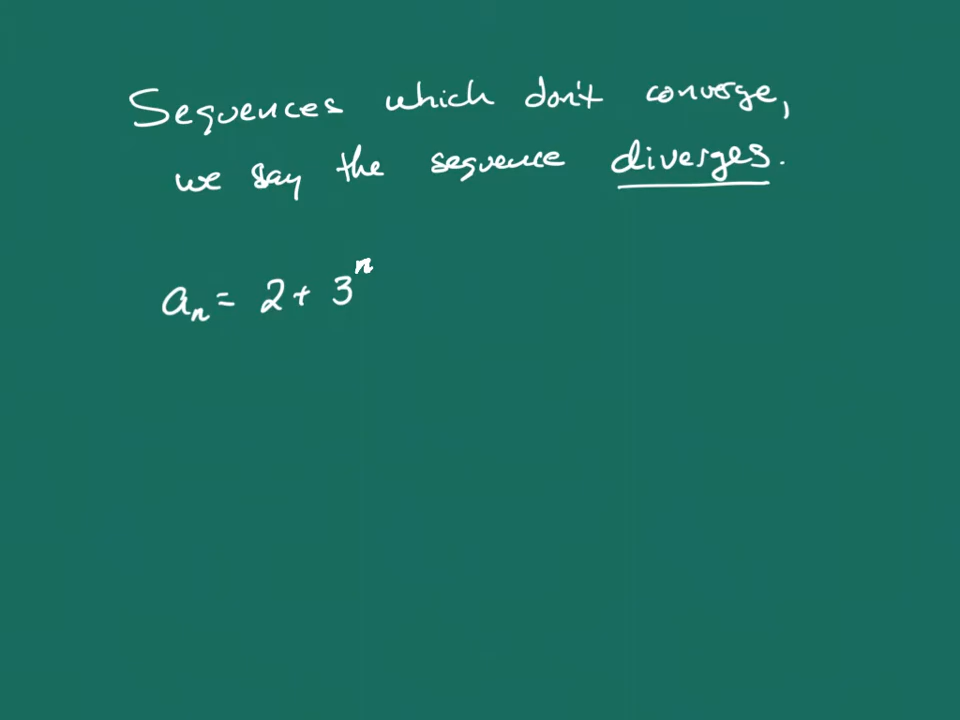 Sequences which don't converge,
we say the sequence diverges.
aₙ = 2 + 3ⁿ